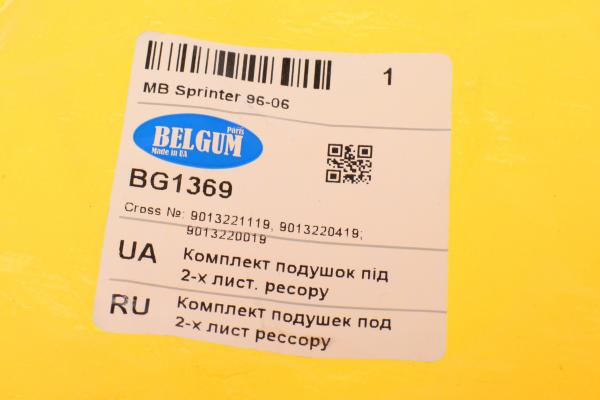 1
MB Sprinter 96-06
BELGUM
Parts
Made in UA
BG1369
Cross №: 9013221119, 9013220419;
9013220019
UA Комплект подушок під
2-х лист. ресору
RU Комплект подушек под
2-х лист рессору